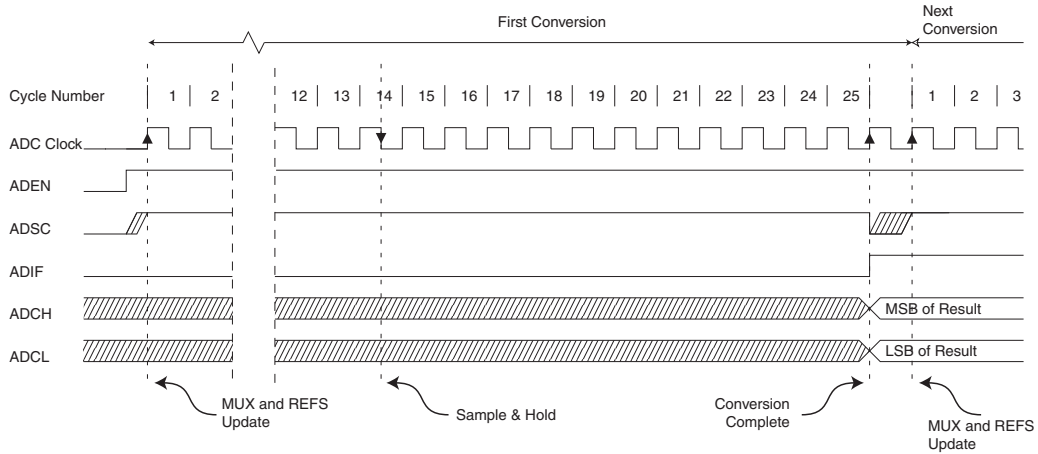 First Conversion
Next
Conversion
Cycle Number 1 2 12 13 14 15 16 17 18 19 20 21 22 23 24 25 1 2 3
ADC Clock
ADEN
ADSC
ADIF
ADCH MSB of Result
ADCL LSB of Result
MUX and REFS
Update
Sample & Hold
Conversion
Complete
MUX and REFS
Update